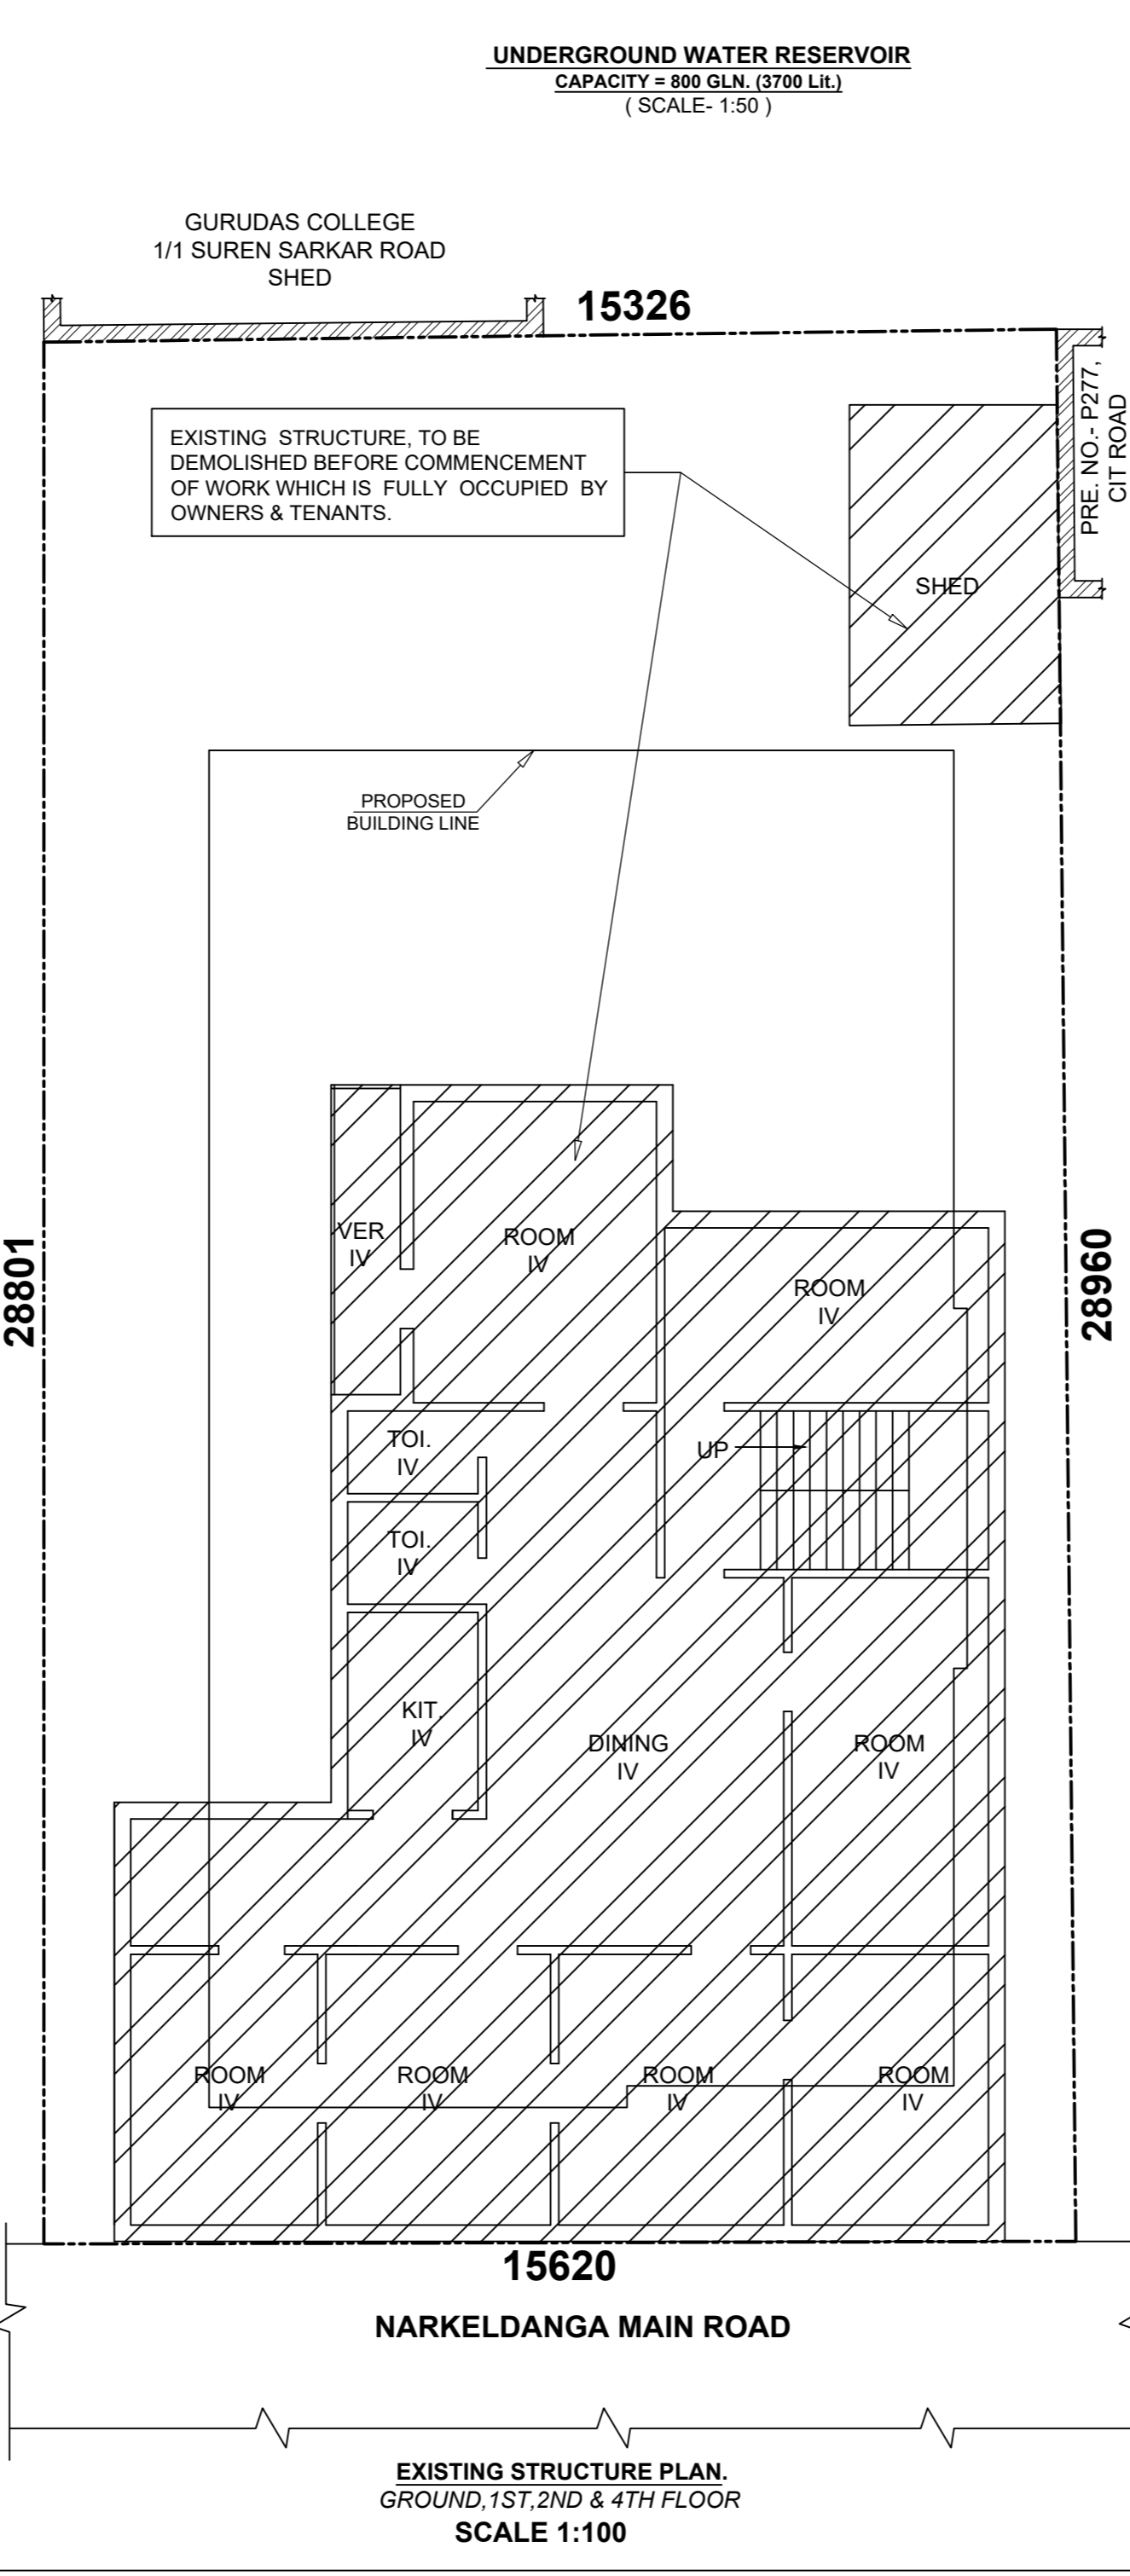 UNDERGROUND WATER RESERVOIR
CAPACITY = 800 GLN. (3700 Lit.)
( SCALE- 1:50 )
GURUDAS COLLEGE
1/1 SUREN SARKAR ROAD
SHED
15326
PRE. NO.- P277,
CIT ROAD
EXISTING STRUCTURE, TO BE
DEMOLISHED BEFORE COMMENCEMENT
OF WORK WHICH IS FULLY OCCUPIED BY
OWNERS & TENANTS.
SHED
PROPOSED
BUILDING LINE
28801
28960
VER
IV
ROOM
IV
ROOM
IV
TOI.
IV
UP
TOI.
IV
KIT.
IV
DINING
IV
ROOM
IV
ROOM
IV
ROOM
IV
ROOM
IV
ROOM
IV
15620
NARKELDANGA MAIN ROAD
EXISTING STRUCTURE PLAN.
GROUND,1ST,2ND & 4TH FLOOR
SCALE 1:100